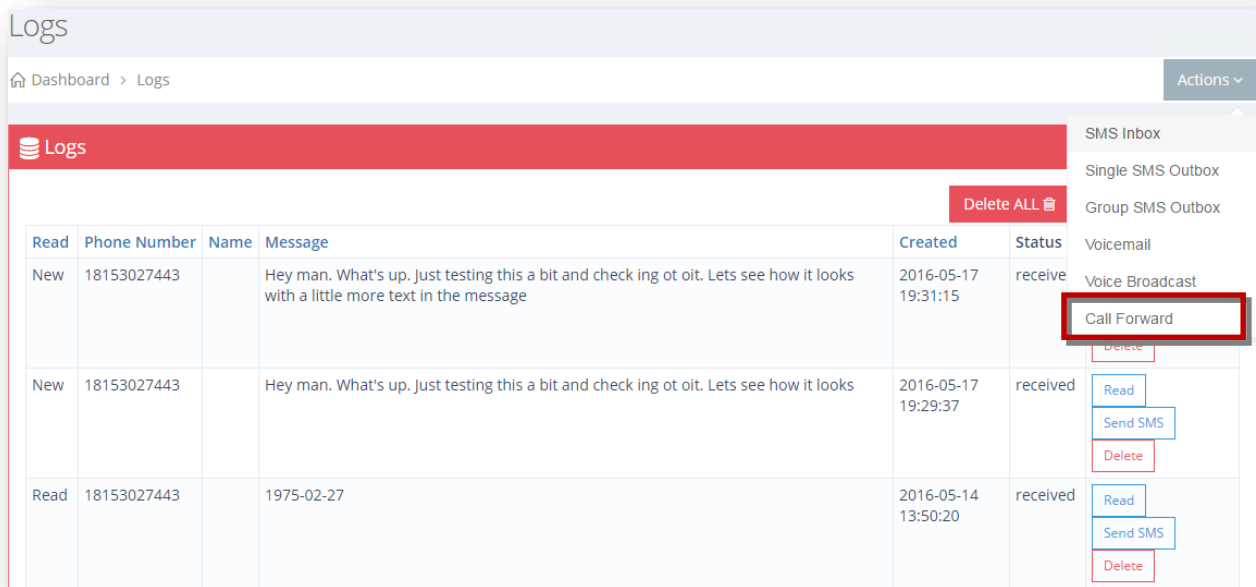 Logs
Dashboard > Logs
Actions
SMS Inbox
Single SMS Outbox
Group SMS Outbox
Voicemail
Voice Broadcast
Call Forward
Logs
Delete ALL
Read Phone Number Name Message Created Status
New 18153027443 Hey man. What's up. Just testing this a bit and check ing ot oit. Lets see how it looks 2016-05-17 receive
with a little more text in the message 19:31:15
Delete
New 18153027443 Hey man. What's up. Just testing this a bit and check ing ot oit. Lets see how it looks 2016-05-17 received Read
19:29:37
Send SMS
Delete
Read 18153027443 1975-02-27 2016-05-14 received Read
13:50:20
Send SMS
Delete